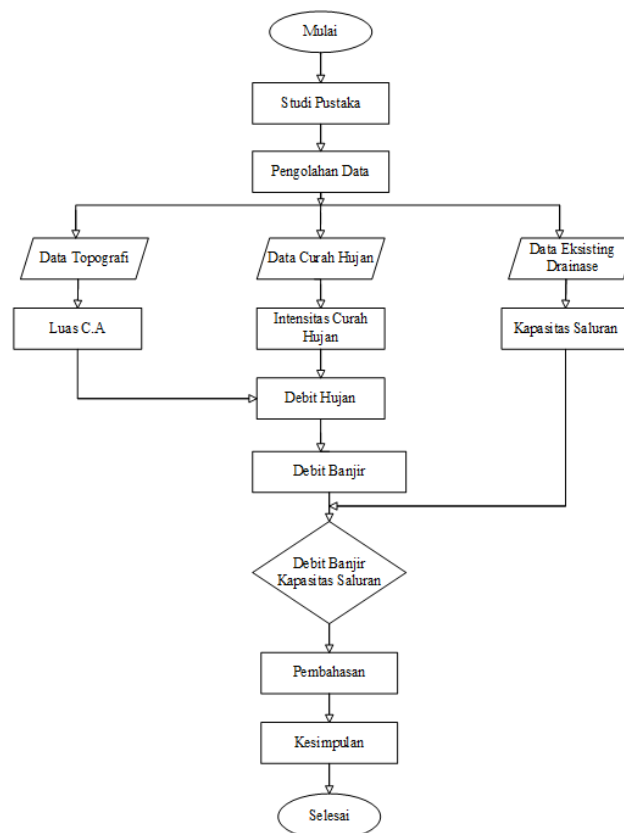 Mulai
Studi Pustaka
Pengolahan Data
Data Topografi
Data Curah Hujan
Data Eksisting
Drainase
Luas C.A
Intensitas Curah
Hujan
Kapasitas Saluran
Debit Hujan
Debit Banjir
Debit Banjir
Kapasitas Saluran
Pembahasan
Kesimpulan
Selesai